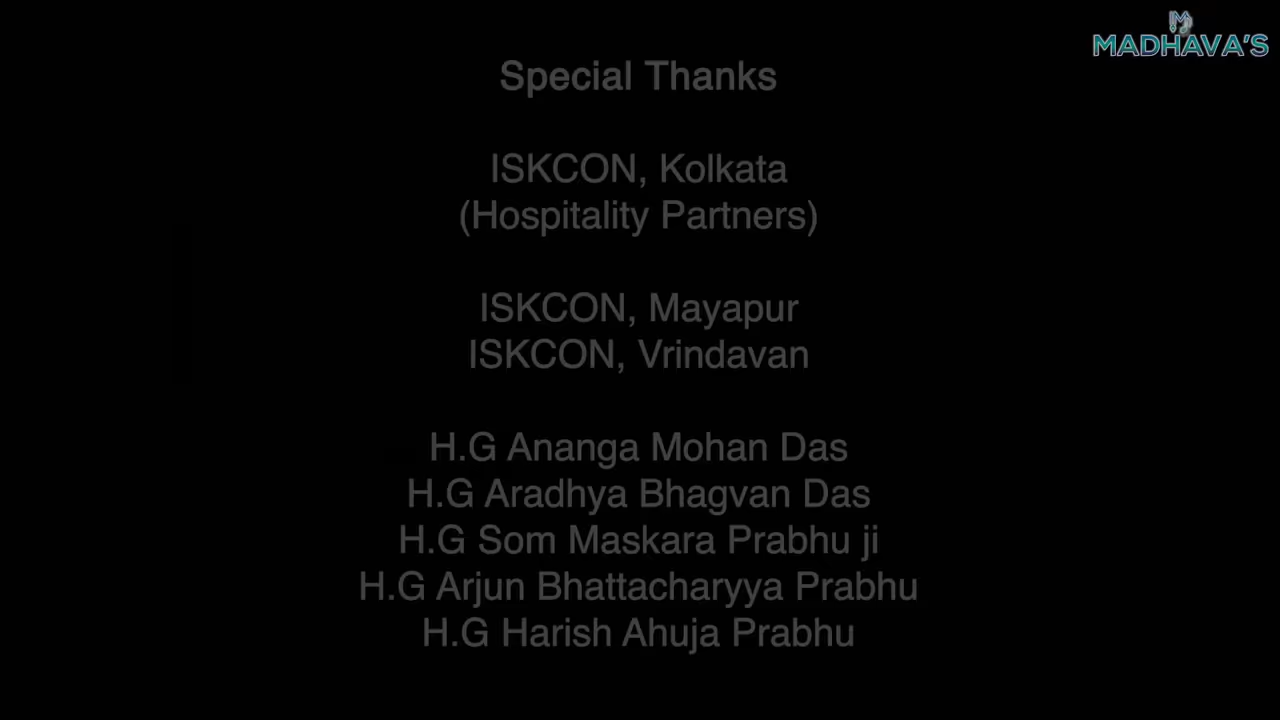 MADHAVA'S
Special Thanks
ISKCON, Kolkata
(Hospitality Partners)
ISKCON, Mayapur
ISKCON, Vrindavan
H.G Ananga Mohan Das
H.G Aradhya Bhagvan Das
H.G Som Maskara Prabhu ji
H.G Arjun Bhattacharyya Prabhu
H.G Harish Ahuja Prabhu